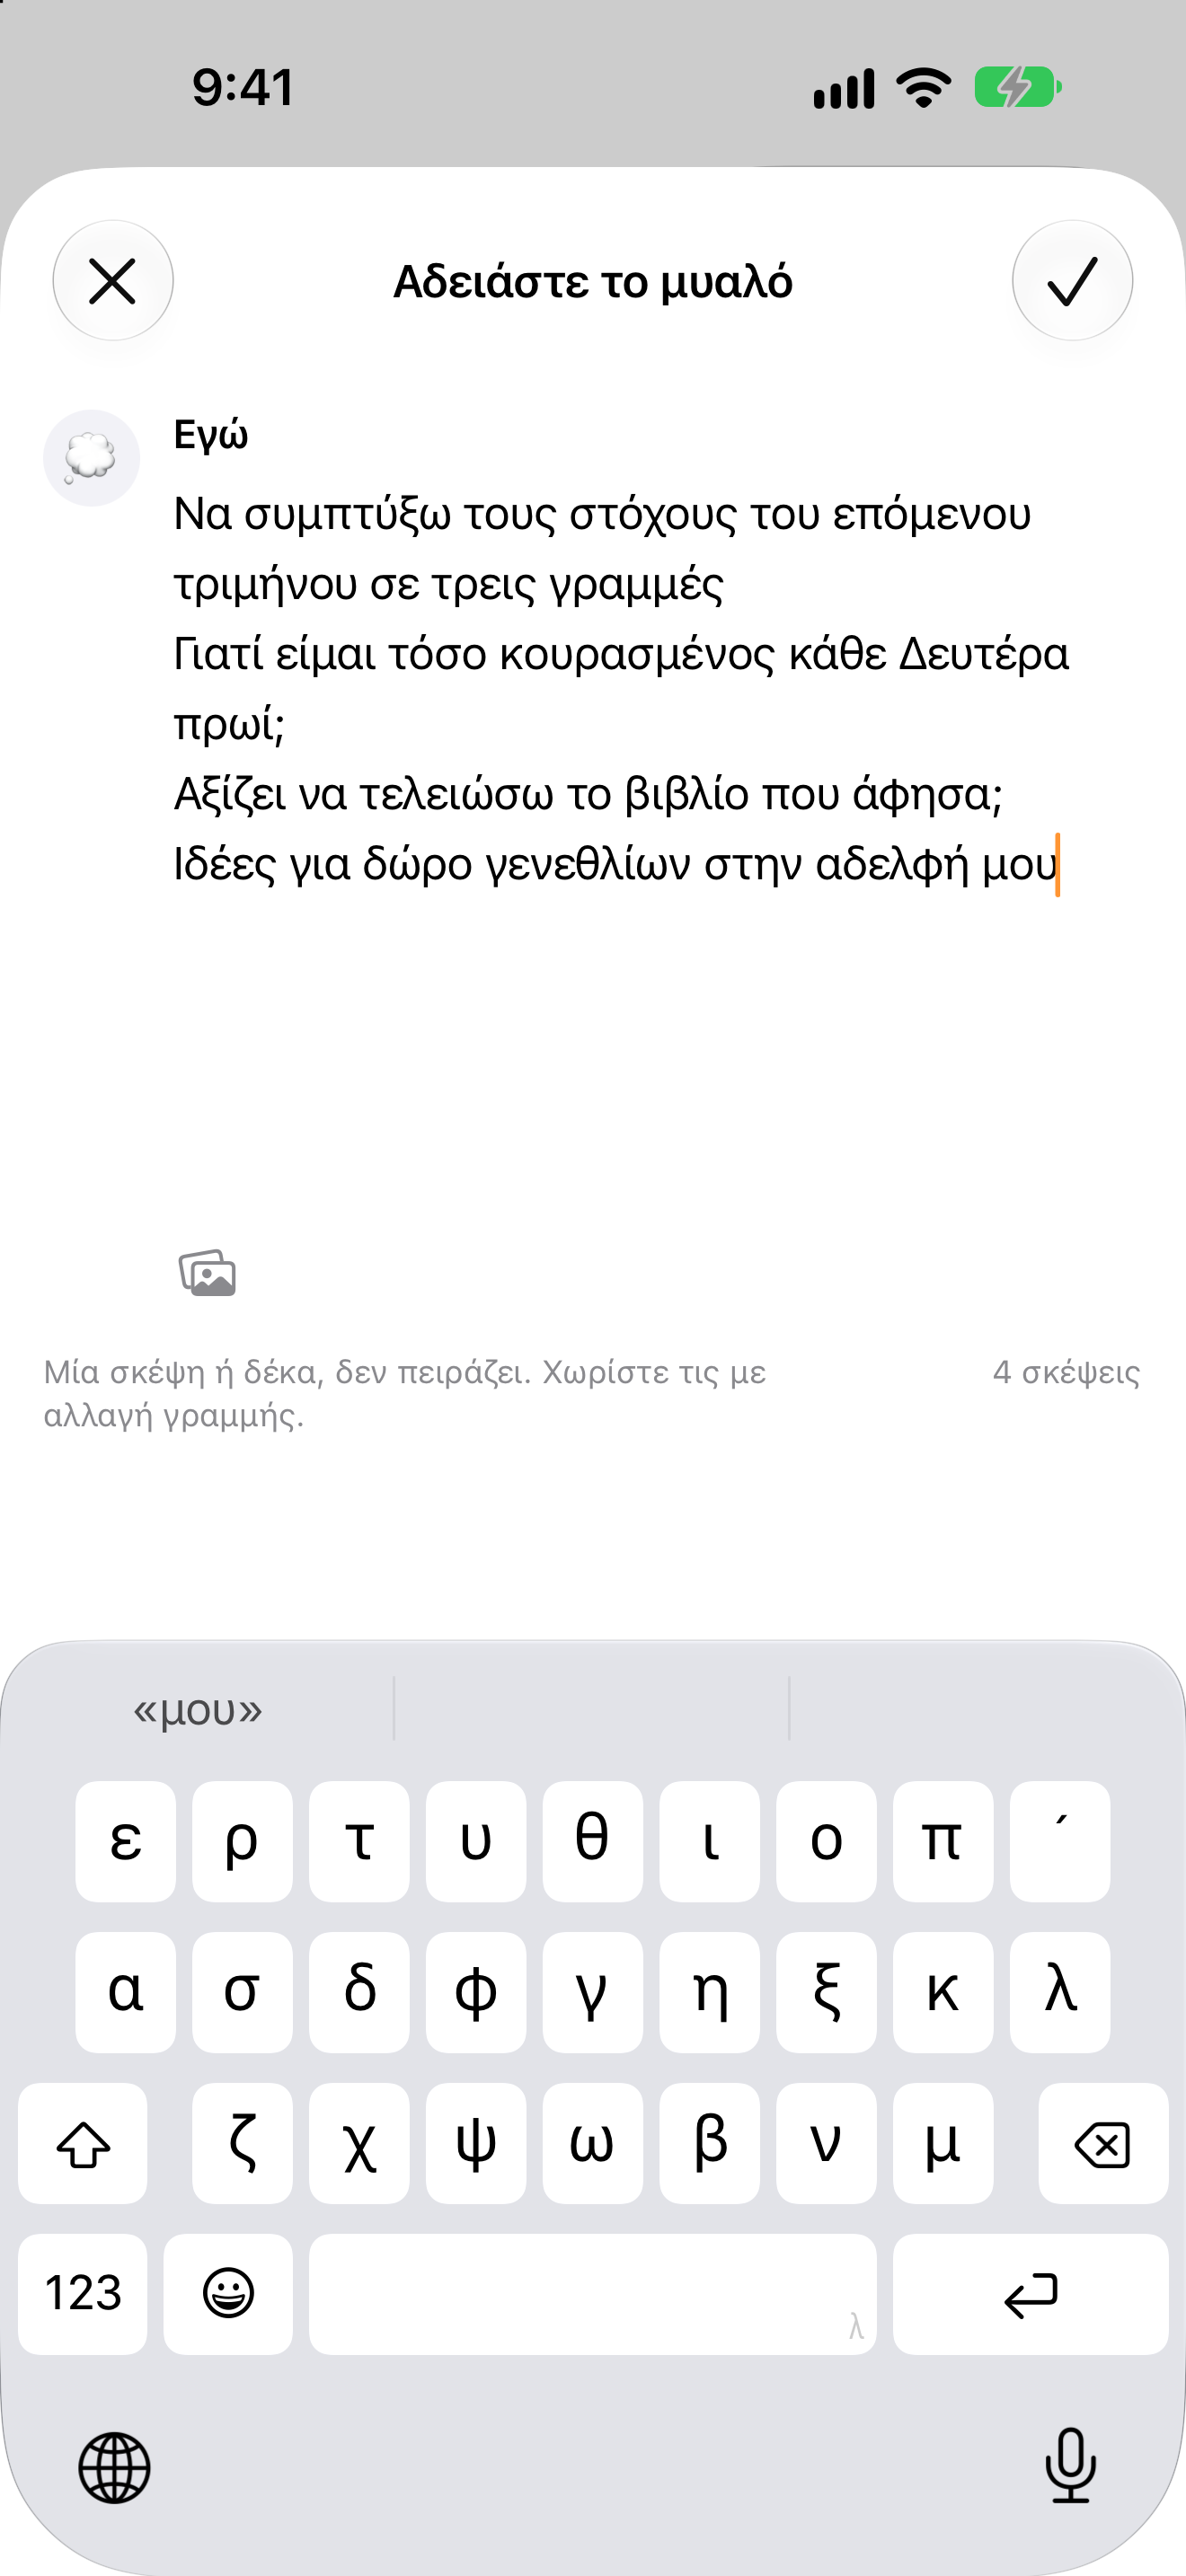 9:41
Αδειάστε το μυαλό
Εγώ
Να συμπτύξω τους στόχους του επόμενου
τριμήνου σε τρεις γραμμές
Γιατί είμαι τόσο κουρασμένος κάθε Δευτέρα
πρωί;
Αξίζει να τελειώσω το βιβλίο που άφησα;
Ιδέες για δώρο γενεθλίων στην αδελφή μου
Μία σκέψη ή δέκα, δεν πειράζει. Χωρίστε τις με
αλλαγή γραμμής.
4 σκέψεις
«μου»
ε ρ τ υ θ ι ο π ´
α σ δ φ γ η ξ κ λ
ζ χ ψ ω β ν μ
123
λ